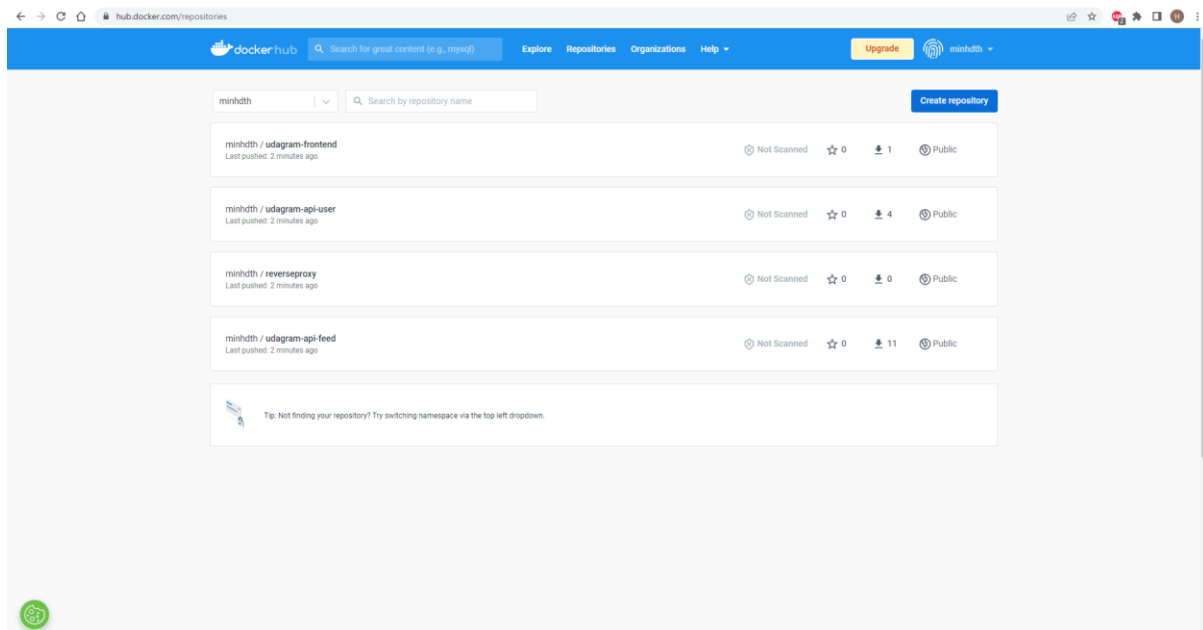 hub.docker.com/repositories
H
dockerhub Search for great content (e.g., mysql) Explore Repositories Organizations Help Upgrade minhdth
minhdth Search by repository name Create repository
minhdth / udagram-frontend
Last pushed: 2 minutes ago
Not Scanned 0 1 Public
minhdth / udagram-api-user
Last pushed: 2 minutes ago
Not Scanned 0 4 Public
minhdth / reverseproxy
Last pushed: 2 minutes ago
Not Scanned 0 0 Public
minhdth / udagram-api-feed
Last pushed: 2 minutes ago
Not Scanned 0 11 Public
Tip: Not finding your repository? Try switching namespace via the top left dropdown.